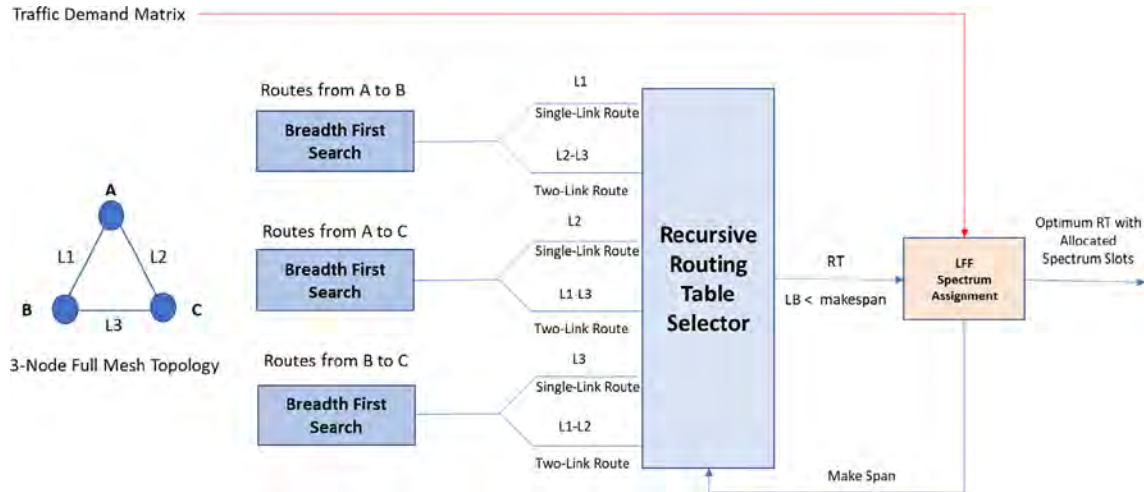 Traffic Demand Matrix
Routes from A to B
Breadth First
Search
L1
Single-Link Route
L2-L3
Two-Link Route
A
L1
L2
B
C
L3
3-Node Full Mesh Topology
Routes from A to C
Breadth First
Search
L2
Single-Link Route
L1-L3
Two-Link Route
Routes from B to C
Breadth First
Search
L3
Single-Link Route
L1-L2
Two-Link Route
Recursive
Routing
Table
Selector
RT
LB < makespan
LFF
Spectrum
Assignment
Optimum RT with
Allocated
Spectrum Slots
Make Span